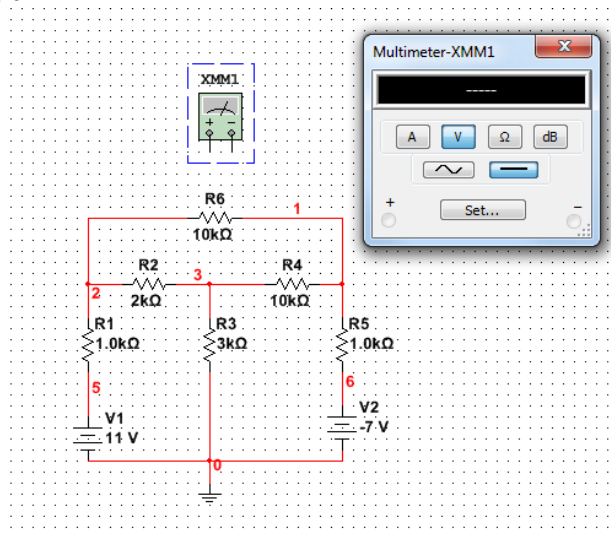 Multimeter-XMM1
-----
A V Ω dB
Set...
+ -
XMM1
+ -
R6
1
10kΩ
R2
3
R4
2
2kΩ
10kΩ
R1
1.0kΩ
R3
3kΩ
R5
1.0kΩ
5
6
V1
11 V
V2
-7 V
0